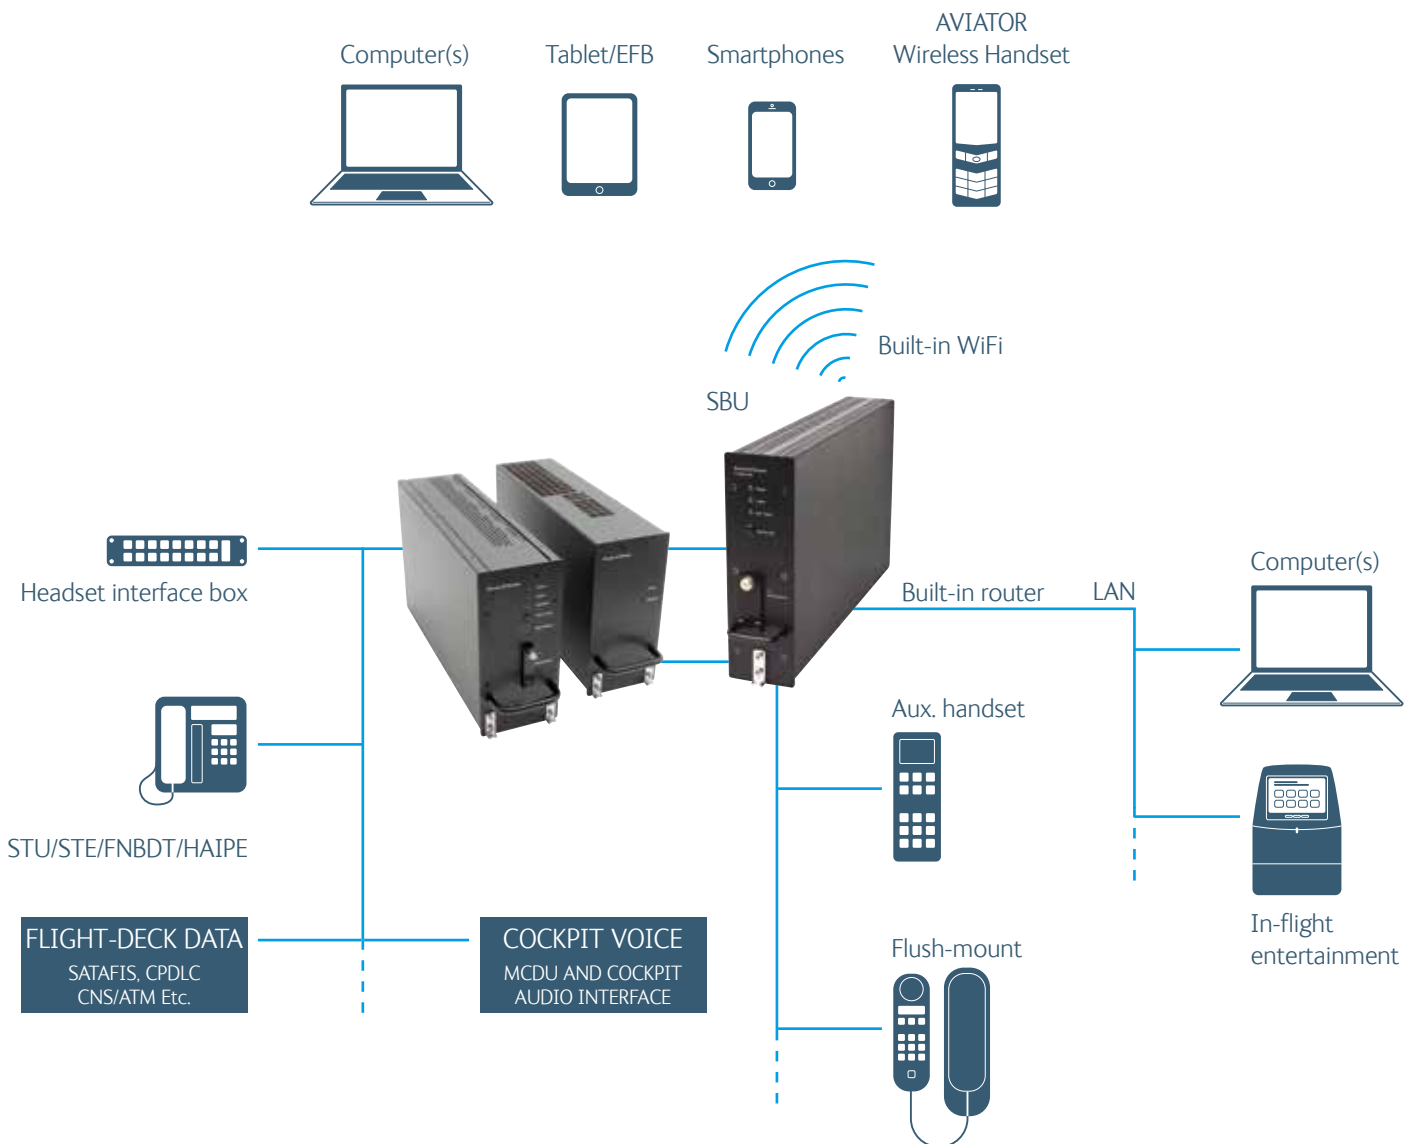 Computer(s)
Tablet/EFB
Smartphones
AVIATOR
Wireless Handset
Built-in WiFi
SBU
Headset interface box
Built-in router
LAN
Computer(s)
STU/STE/FNBDT/HAIPE
Aux. handset
FLIGHT-DECK DATA
SATAFIS, CPDLC
CNS/ATM Etc.
COCKPIT VOICE
MCDU AND COCKPIT
AUDIO INTERFACE
Flush-mount
In-flight
entertainment